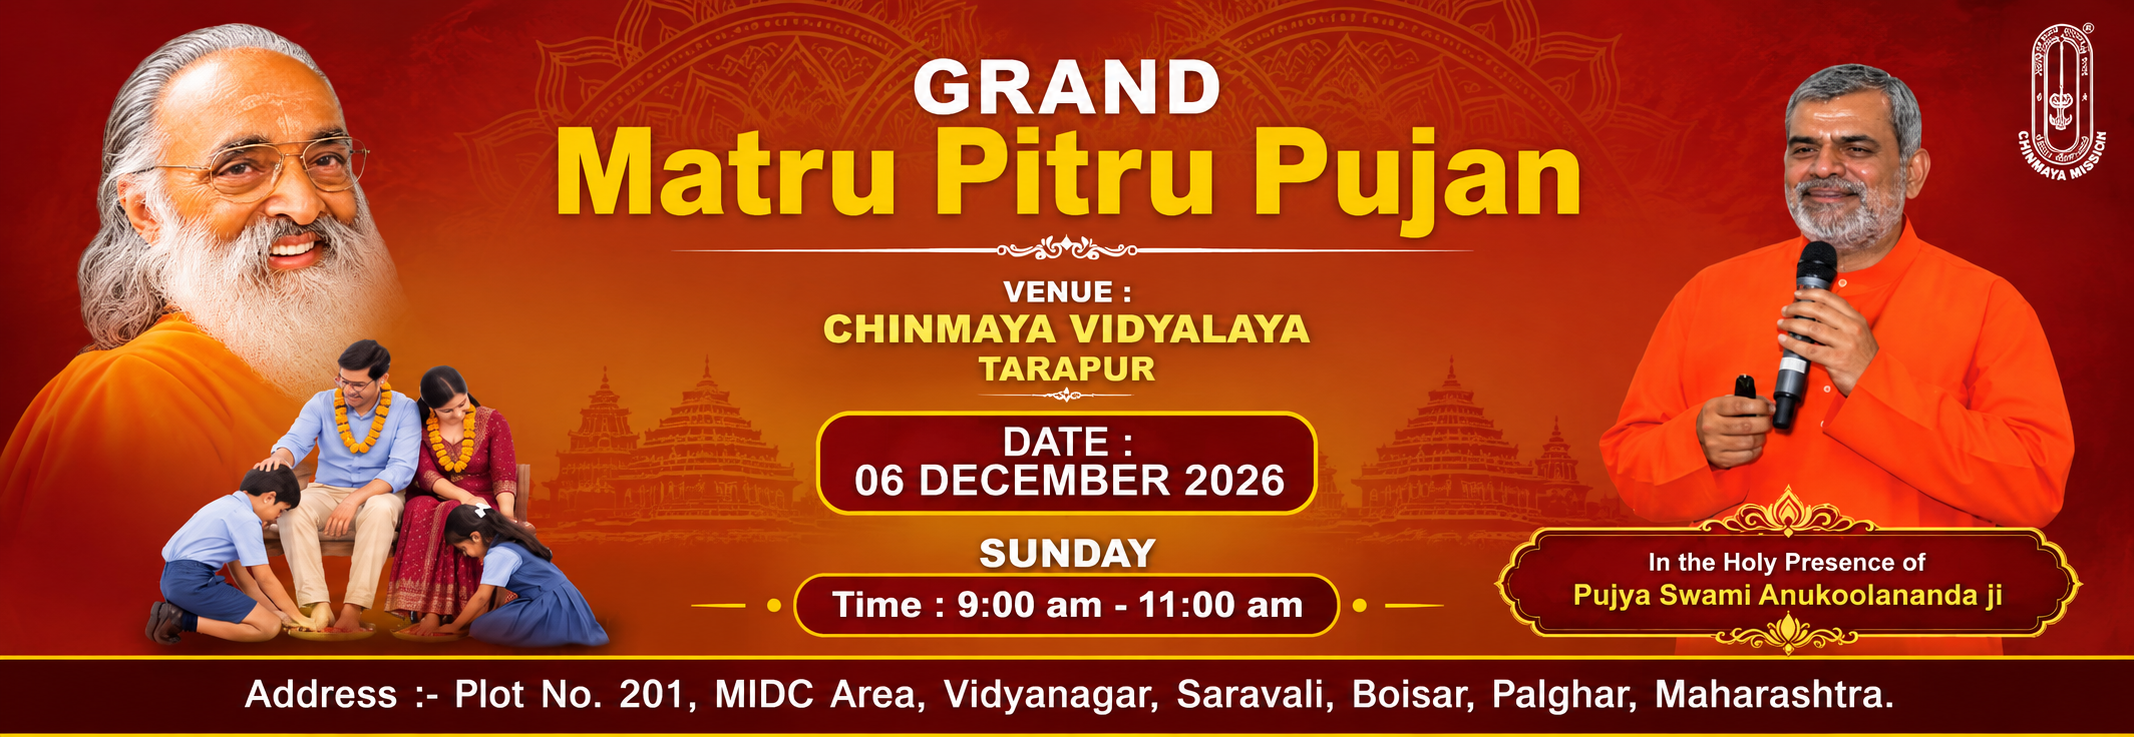 GRAND
Matru Pitru Pujan
VENUE :
CHINMAYA VIDYALAYA
TARAPUR
DATE :
06 DECEMBER 2026
SUNDAY
Time : 9:00 am - 11:00 am
CHINMAYA MISSION
®
In the Holy Presence of
Pujya Swami Anukoolananda ji
Address :- Plot No. 201, MIDC Area, Vidyanagar, Saravali, Boisar, Palghar, Maharashtra.